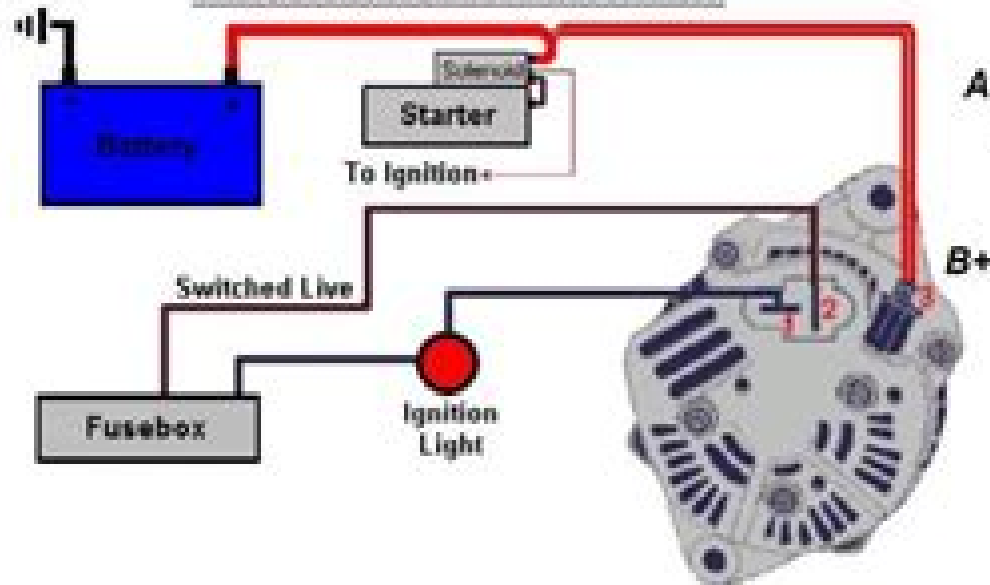 Solenoid
Starter
A
Battery
To Ignition
B+
Switched Live
3
2
1
Fusebox
Ignition
Light